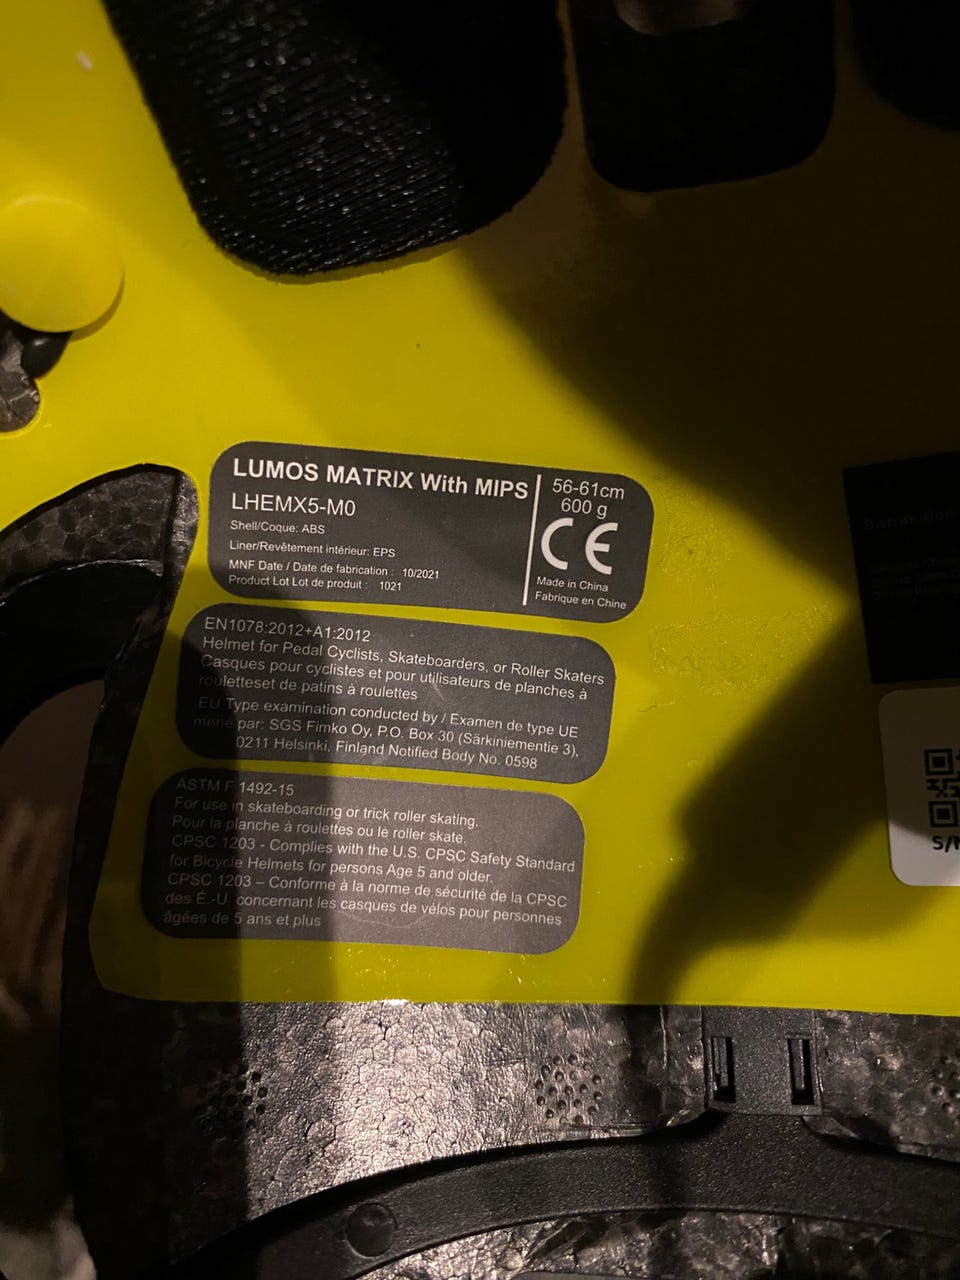 LUMOS MATRIX With MIPS
LHEMX5-M0
Shell/Coque: ABS
Liner/Revêtement intérieur: EPS
MNF Date / Date de fabrication : 10/2021
Product Lot Lot de produit : 1021
56-61cm
600 g
CE
Made in China
Fabrique en Chine
EN1078:2012+A1:2012
Helmet for Pedal Cyclists, Skateboarders, or Roller Skaters
Casques pour cyclistes et pour utilisateurs de planches à
rouletteset de patins à roulettes
EU Type examination conducted by / Examen de type UE
mené par: SGS Fimko Oy, P.O. Box 30 (Särkiniementie 3),
0211 Helsinki, Finland Notified Body No. 0598
ASTM F 1492-15
For use in skateboarding or trick roller skating.
Pour la planche à roulettes ou le roller skate.
CPSC 1203 - Complies with the U.S. CPSC Safety Standard
for Bicycle Helmets for persons Age 5 and older.
CPSC 1203 – Conforme à la norme de sécurité de la CPSC
des É.-U concernant les casques de vélos pour personnes
âgées de 5 ans et plus